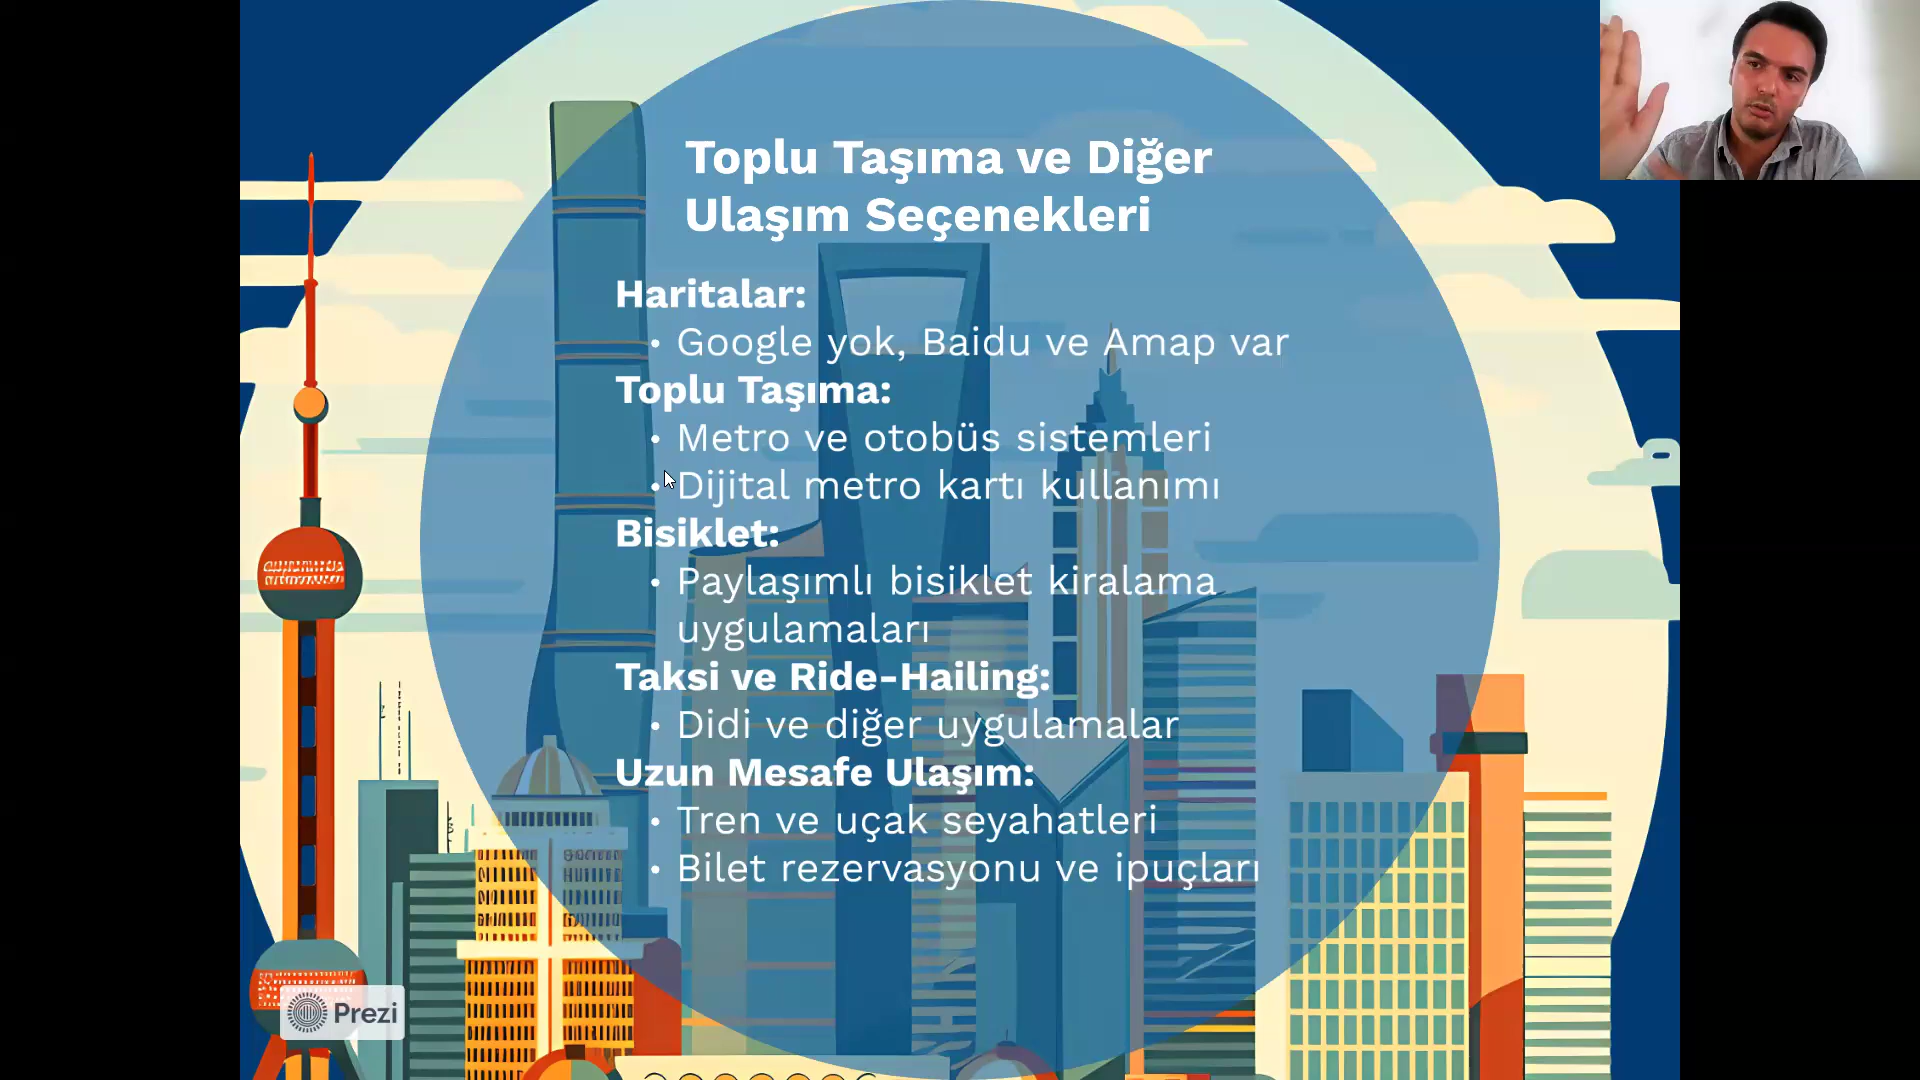 Toplu Taşıma ve Diğer
Ulaşım Seçenekleri
Haritalar:
• Google yok, Baidu ve Amap var
Toplu Taşıma:
• Metro ve otobüs sistemleri
• Dijital metro kartı kullanımı
Bisiklet:
• Paylaşımlı bisiklet kiralama
uygulamaları
Taksi ve Ride-Hailing:
• Didi ve diğer uygulamalar
Uzun Mesafe Ulaşım:
• Tren ve uçak seyahatleri
• Bilet rezervasyonu ve ipuçları
Prezi